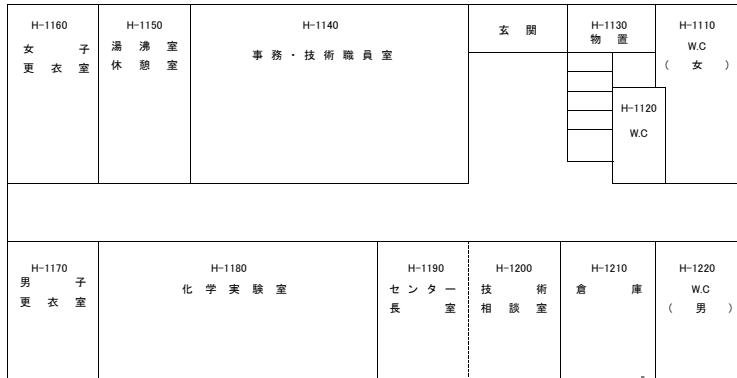 H-1160
女子
更衣室
H-1150
湯沸室
休憩室
H-1140
事務・技術職員室
玄関
H-1130
物置
H-1110
W.C
(女)
H-1120
W.C
H-1170
男子
更衣室
H-1180
化学実験室
H-1190
センター
長室
H-1200
技術
相談室
H-1210
倉庫
H-1220
W.C
(男)